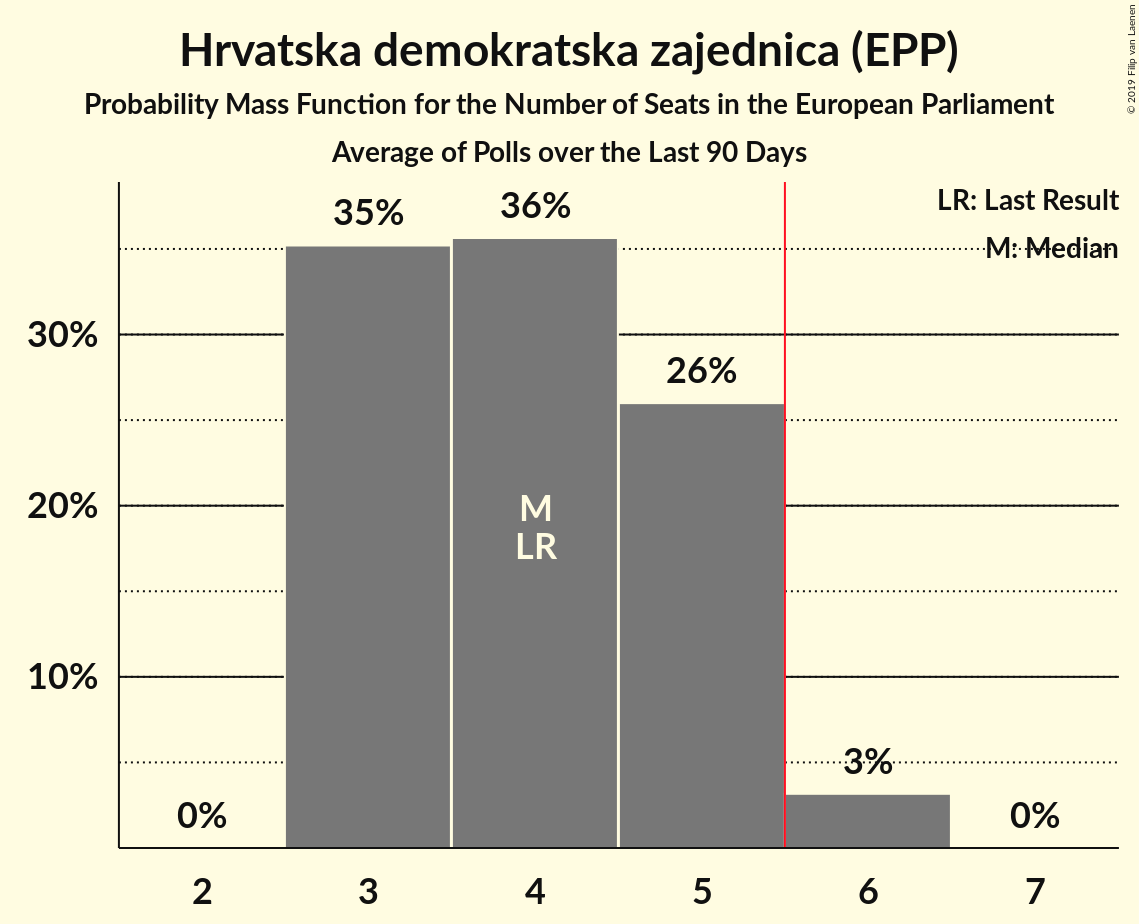 Hrvatska demokratska zajednica (EPP)
Probability Mass Function for the Number of Seats in the European Parliament
Average of Polls over the Last 90 Days
© 2019 Filip van Laenen
LR: Last Result
M: Median
35%
36%
26%
3%
0%
0%
M
LR
30%
20%
10%
2
3
4
5
6
7